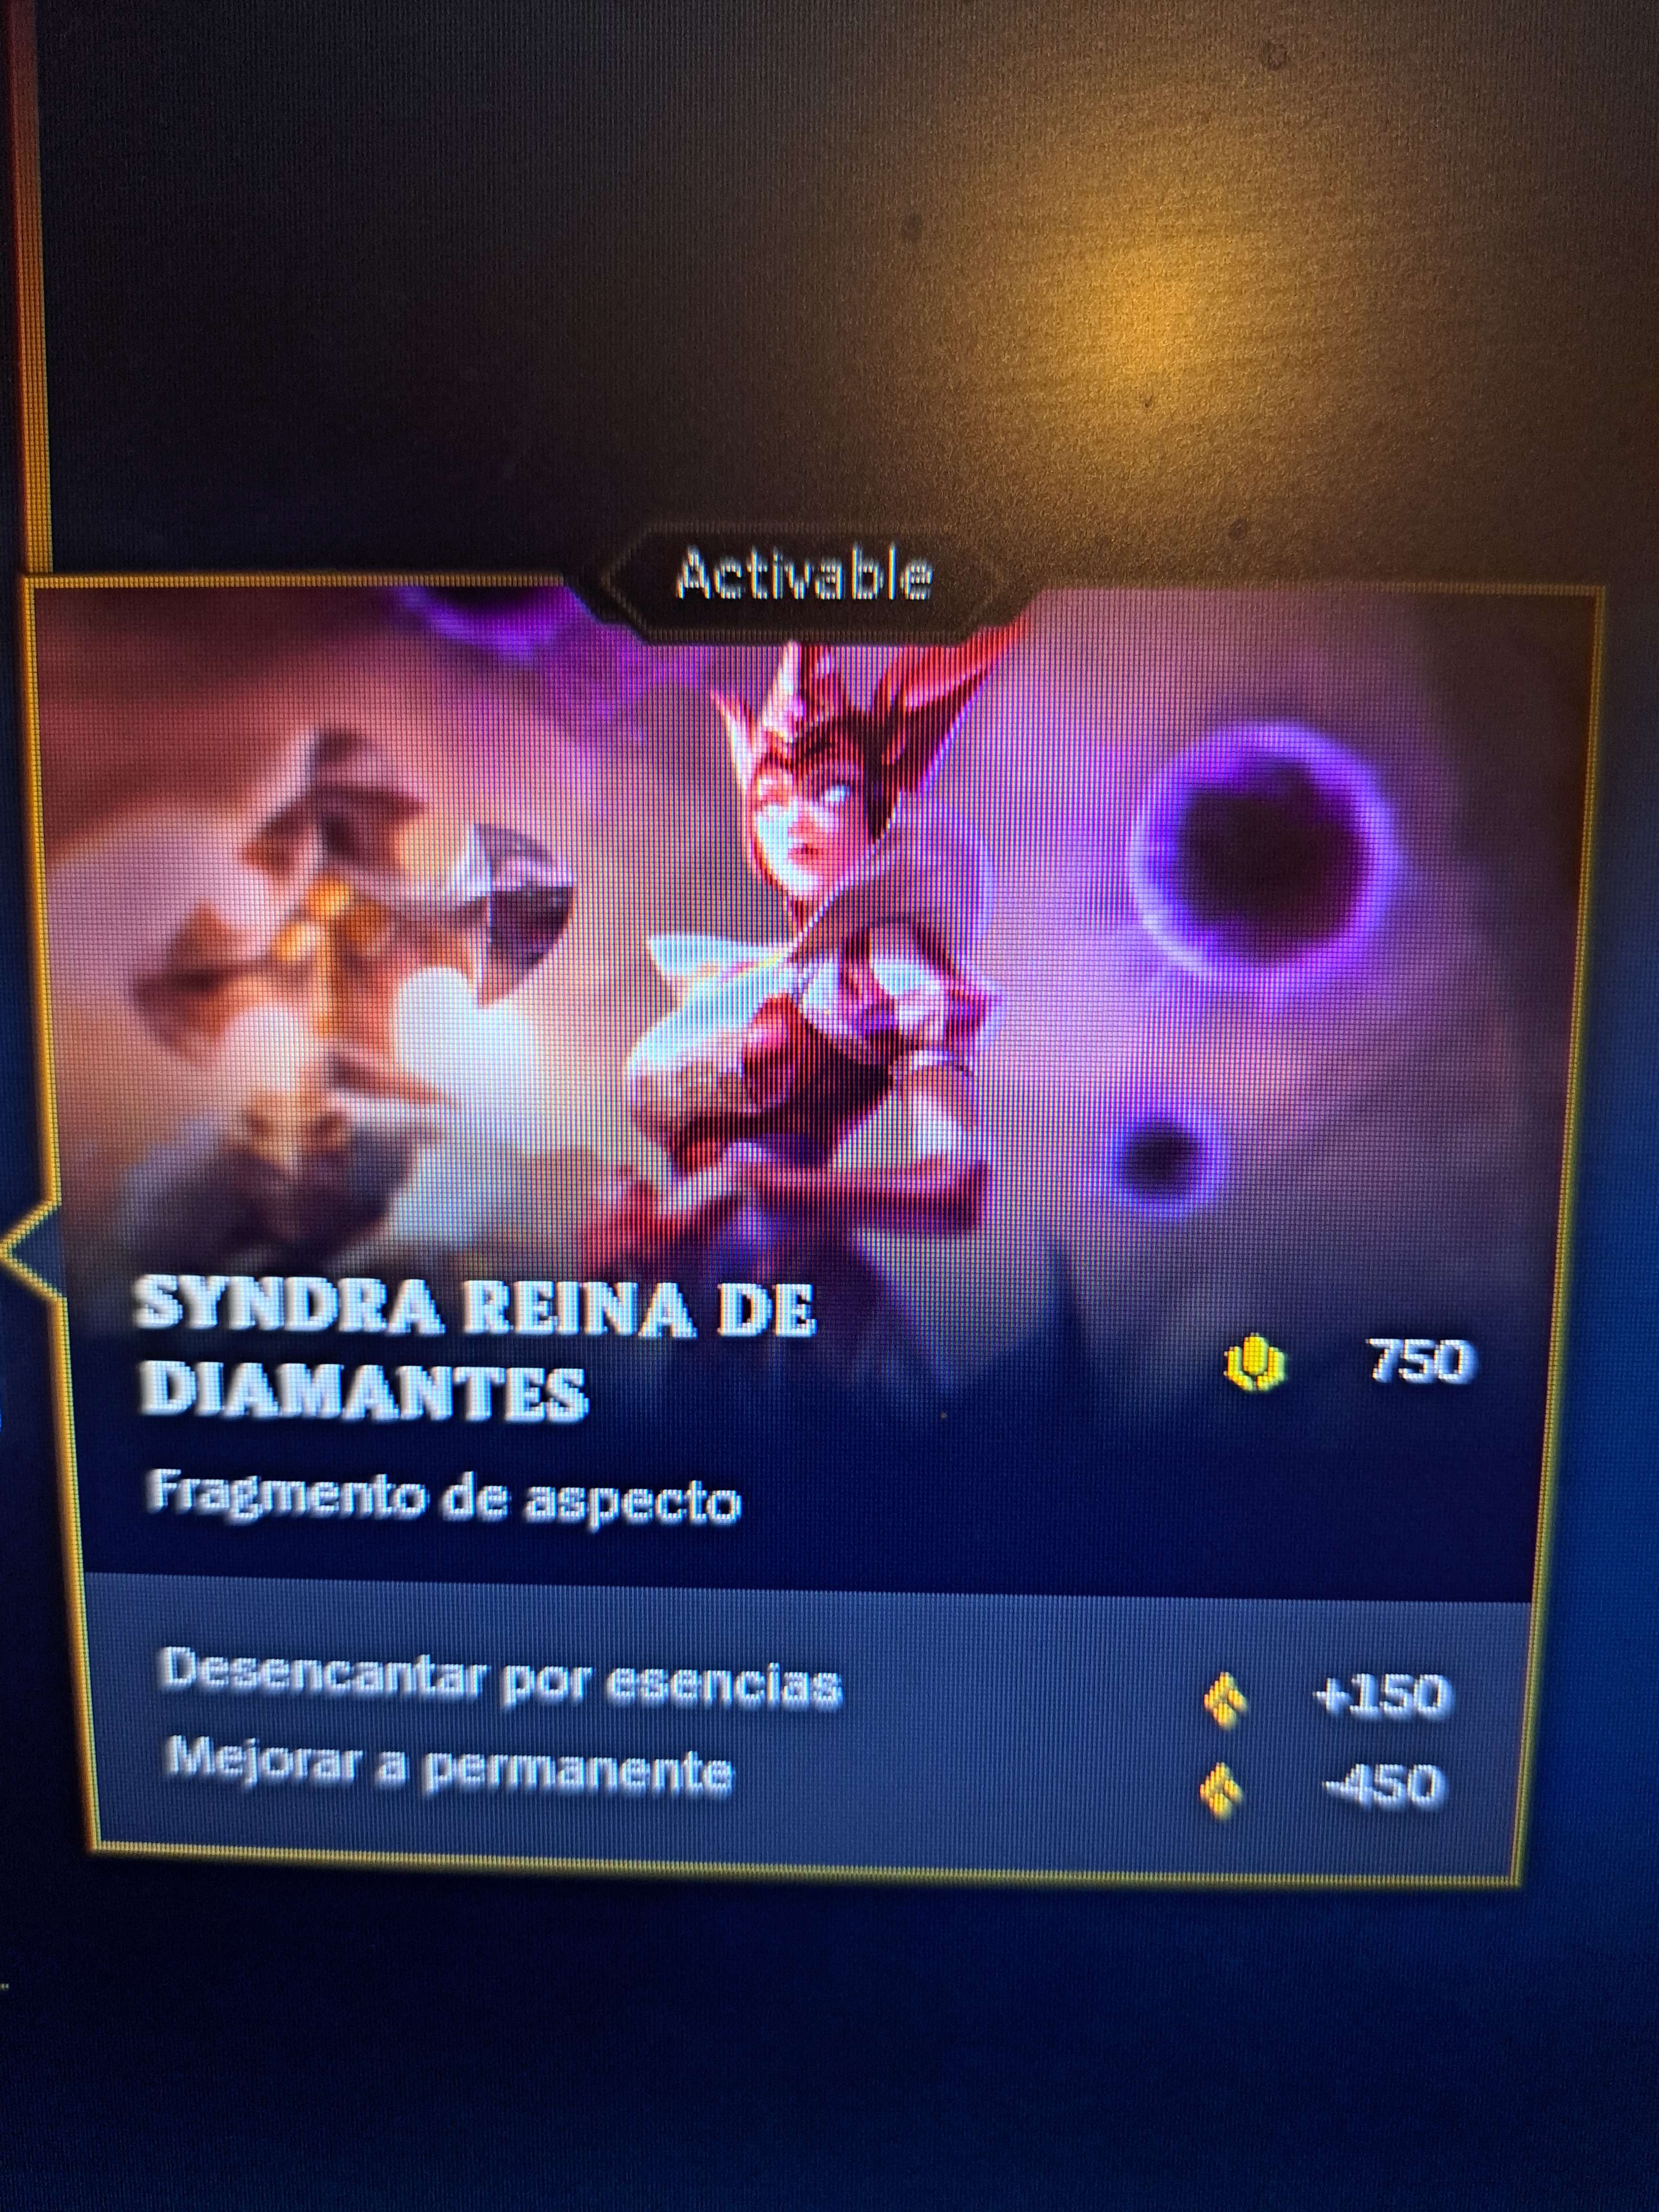 Activable
SYNDRA REINA DE
DIAMANTES
750
Fragmento de aspecto
Desencantar por esencias +150
Mejorar a permanente -450